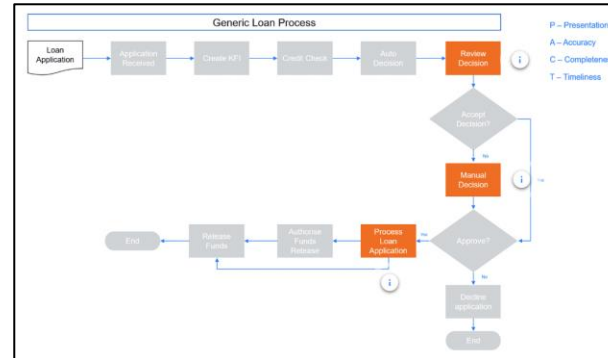 Generic Loan Process
P – Presentation
A – Accuracy
C – Completene
T – Timeliness
Loan
Application
Application
Received
Create KFI
Credit Check
Auto
Decision
Review
Decision
i
Accept
Decision?
No
Manual
Decision
i
End
Release
Funds
Authorise
Funds
Release
Process
Loan
Application
Yes
Approve?
i
No
Decline
application
End